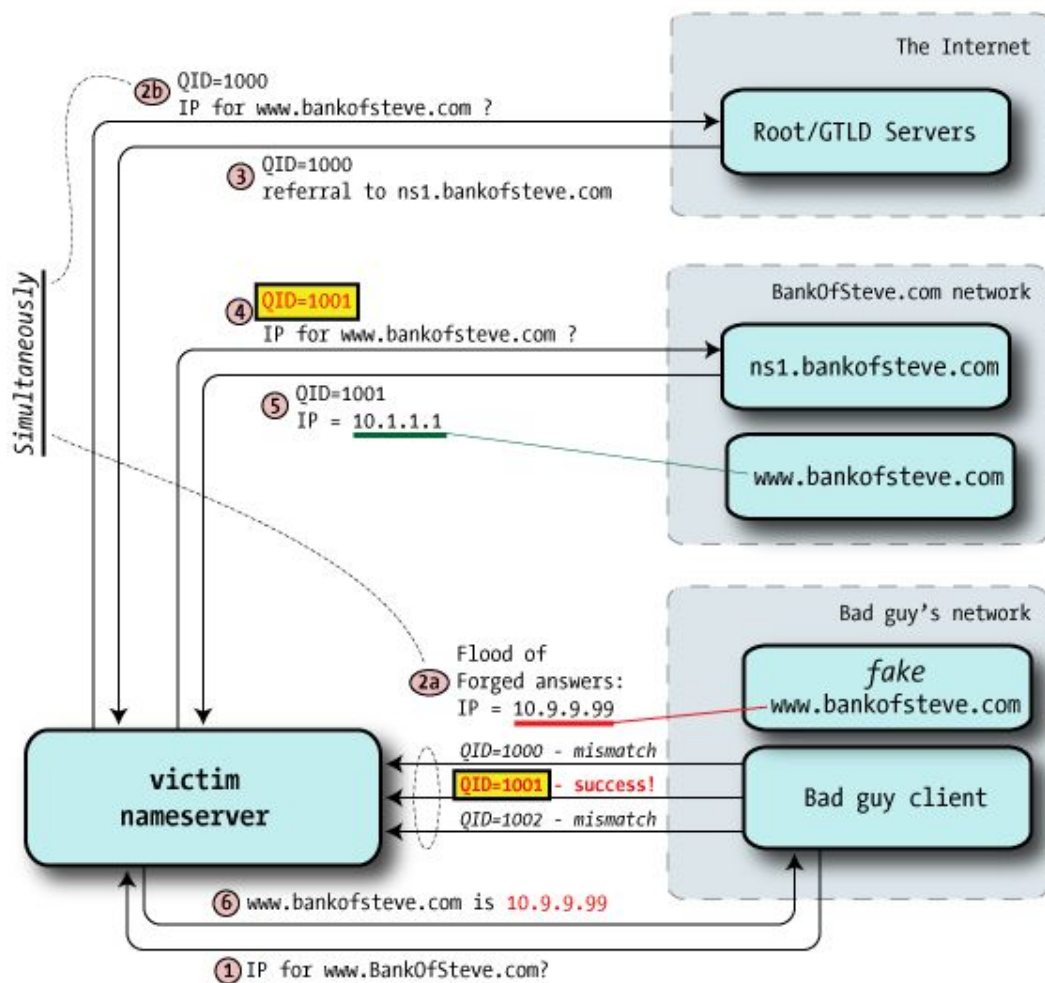 The Internet
2b QID=1000
IP for www.bankofsteve.com ?
Root/GTLD Servers
3 QID=1000
referral to ns1.bankofsteve.com
Simultaneously
BankOfSteve.com network
4 QID=1001
IP for www.bankofsteve.com ?
ns1.bankofsteve.com
5 QID=1001
IP = 10.1.1.1
www.bankofsteve.com
Bad guy's network
2a Flood of
Forged answers:
IP = 10.9.9.99
fake
www.bankofsteve.com
QID=1000 - mismatch
QID=1001 - success!
QID=1002 - mismatch
victim
nameserver
Bad guy client
6 www.bankofsteve.com is 10.9.9.99
1 IP for www.BankOfSteve.com?